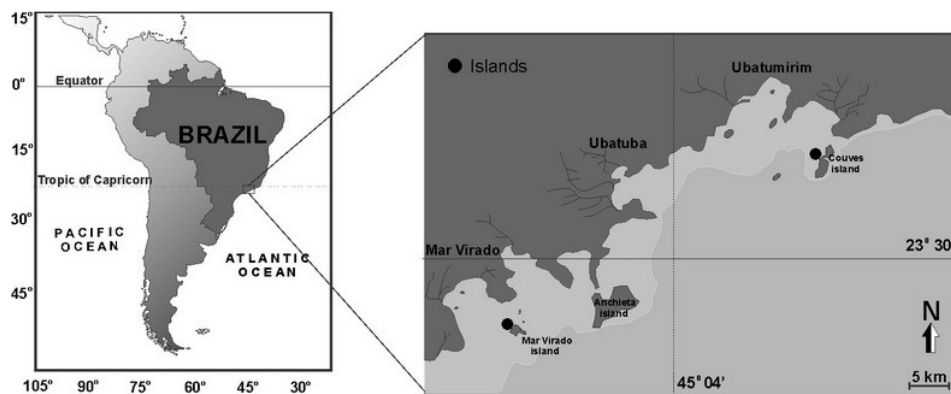 15°
Equator
0°
BRAZIL
15°
Tropic of Capricorn
30°
PACIFIC
OCEAN
ATLANTIC
OCEAN
45°
105° 90° 75° 60° 45° 30°
Islands
Ubatumirim
Ubatuba
Couves
island
Mar Virado
23° 30
Anchieta
island
Mar Virado
island
N
45° 04'
5 km